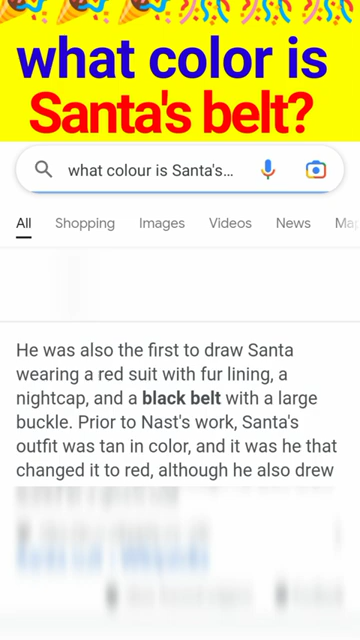 what color is
Santa's belt?
what colour is Santa's...
All Shopping Images Videos News Map
He was also the first to draw Santa
wearing a red suit with fur lining, a
nightcap, and a black belt with a large
buckle. Prior to Nast's work, Santa's
outfit was tan in color, and it was he that
changed it to red, although he also drew